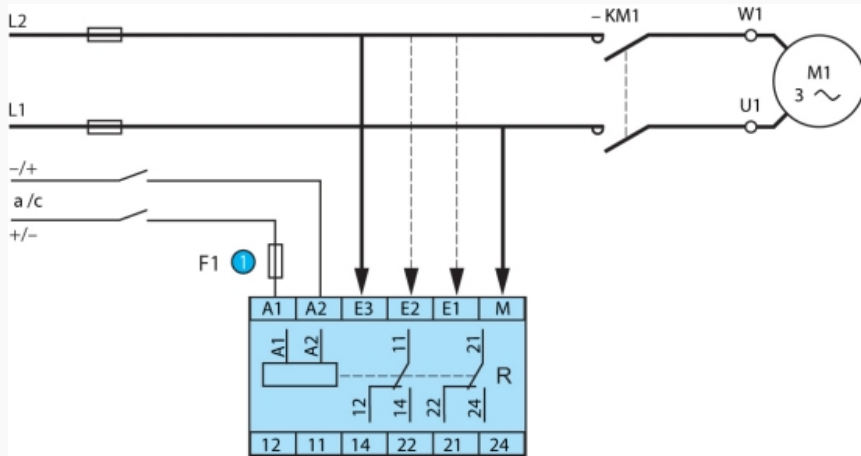 L2
– KM1
W1
M1
3 ~
L1
U1
–/+
a /c
+/–
F1 1
A1 A2 E3 E2 E1 M
A1 A2 11 21
R
12 14 22 24
12 11 14 22 21 24